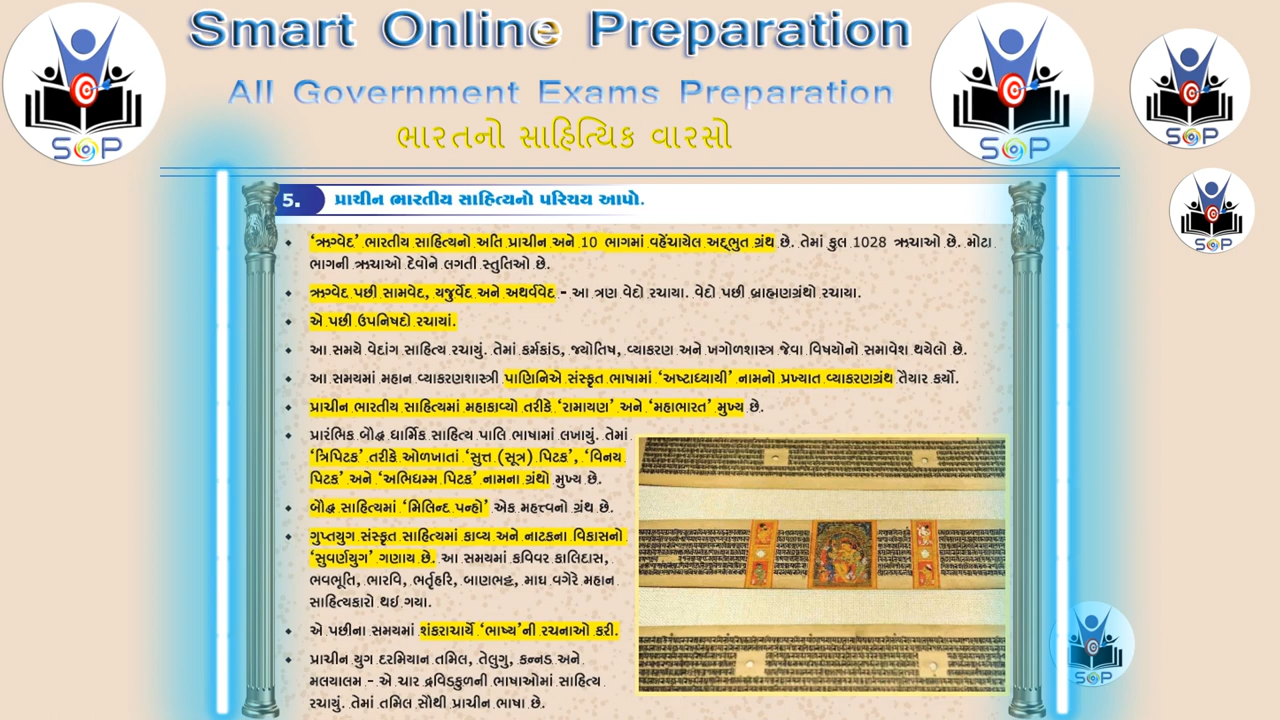 Smart Online Preparation
All Government Exams Preparation
ભારતનો સાહિત્યિક વારસો
SOP
SOP
SOP
SOP
5. પ્રાચીન ભારતીય સાહિત્યનો પરિચય આપો.
• ‘ઋગ્વેદ’ ભારતીય સાહિત્યનો અતિ પ્રાચીન અને 10 ભાગમાં વહેંચાયેલ અદ્ભુત ગ્રંથ છે. તેમાં કુલ 1028 ઋચાઓ છે. મોટા
ભાગની ઋચાઓ દેવોને લગતી સ્તુતિઓ છે.
• ઋગ્વેદ પછી સામવેદ, યજુર્વેદ અને અથર્વવેદ – આ ત્રણ વેદો રચાયા. વેદો પછી બ્રાહ્મણગ્રંથો રચાયા.
• એ પછી ઉપનિષદો રચાયાં.
• આ સમયે વેદાંગ સાહિત્ય રચાયું. તેમાં કર્મકાંડ, જ્યોતિષ, વ્યાકરણ અને ખગોળશાસ્ત્ર જેવા વિષયોનો સમાવેશ થયેલો છે.
• આ સમયમાં મહાન વ્યાકરણશાસ્ત્રી પાણિનિએ સંસ્કૃત ભાષામાં ‘અષ્ટાધ્યાયી’ નામનો પ્રખ્યાત વ્યાકરણગ્રંથ તૈયાર કર્યો.
• પ્રાચીન ભારતીય સાહિત્યમાં મહાકાવ્યો તરીકે ‘રામાયણ’ અને ‘મહાભારત’ મુખ્ય છે.
• પ્રારંભિક બૌદ્ધ ધાર્મિક સાહિત્ય પાલિ ભાષામાં લખાયું. તેમાં
‘ત્રિપિટક’ તરીકે ઓળખાતાં ‘સુત્ત (સૂત્ર) પિટક’, ‘વિનય
પિટક’ અને ‘અભિધમ્મ પિટક’ નામના ગ્રંથો મુખ્ય છે.
• બૌદ્ધ સાહિત્યમાં ‘મિલિન્દ પન્હો’ એક મહત્ત્વનો ગ્રંથ છે.
• ગુપ્તયુગ સંસ્કૃત સાહિત્યમાં કાવ્ય અને નાટકના વિકાસનો
‘સુવર્ણયુગ’ ગણાય છે. આ સમયમાં કવિવર કાલિદાસ,
ભવભૂતિ, ભારવિ, ભર્તૃહરિ, બાણભટ્ટ, માઘ વગેરે મહાન
સાહિત્યકારો થઈ ગયા.
• એ પછીના સમયમાં શંકરાચાર્યે ‘ભાષ્ય’ની રચનાઓ કરી.
• પ્રાચીન યુગ દરમિયાન તમિલ, તેલુગુ, કન્નડ અને
મલયાલમ – એ ચાર દ્રવિડકુળની ભાષાઓમાં સાહિત્ય
રચાયું. તેમાં તમિલ સૌથી પ્રાચીન ભાષા છે.
SOP